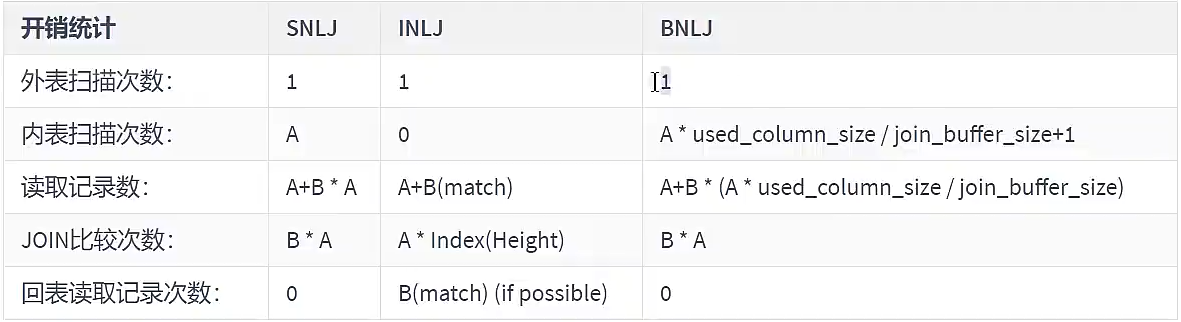 开销统计 SNLJ INLJ BNLJ
外表扫描次数： 1 1 1
内表扫描次数： A 0 A * used_column_size / join_buffer_size+1
读取记录数： A+B * A A+B(match) A+B * (A * used_column_size / join_buffer_size)
JOIN比较次数： B * A A * Index(Height) B * A
回表读取记录次数： 0 B(match) (if possible) 0